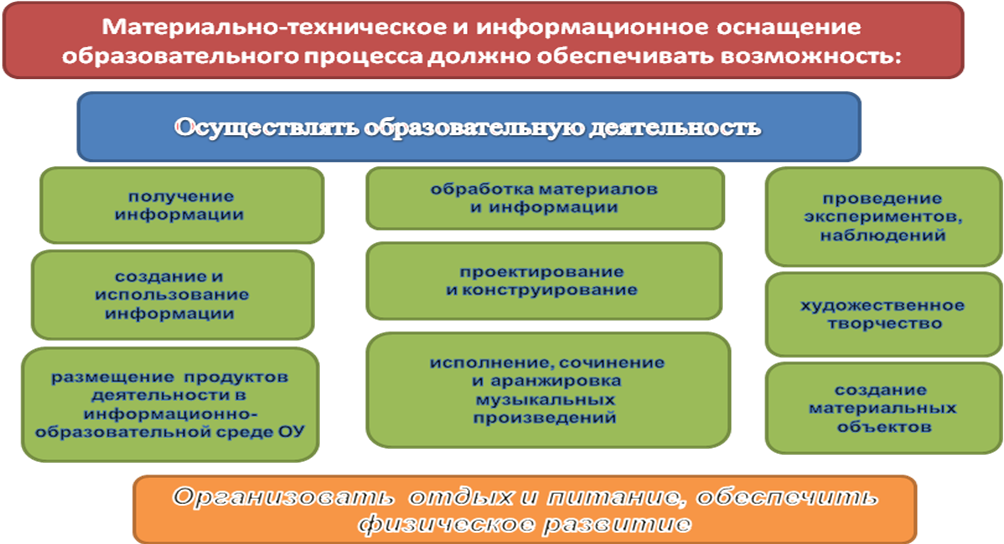 Материально-техническое и информационное оснащение
образовательного процесса должно обеспечивать возможность:
Осуществлять образовательную деятельность
получение
информации
создание и
использование
информации
размещение продуктов
деятельности в
информационно-
образовательной среде ОУ
обработка материалов
и информации
проектирование
и конструирование
исполнение, сочинение
и аранжировка
музыкальных
произведений
проведение
экспериментов,
наблюдений
художественное
творчество
создание
материальных
объектов
Организовать отдых и питание, обеспечить
физическое развитие